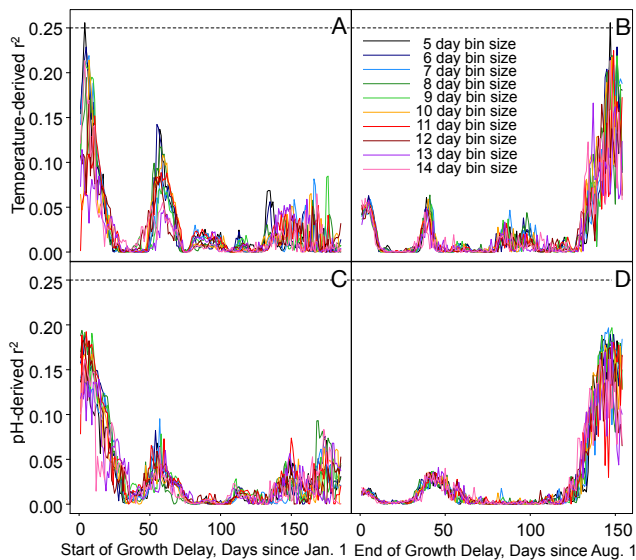 A
B
Temperature-derived r²
0.25
0.20
0.15
0.10
0.05
0.00
5 day bin size
6 day bin size
7 day bin size
8 day bin size
9 day bin size
10 day bin size
11 day bin size
12 day bin size
13 day bin size
14 day bin size
C
D
pH-derived r²
0.25
0.20
0.15
0.10
0.05
0.00
0 50 100 150 0 50 100 150
Start of Growth Delay, Days since Jan. 1 End of Growth Delay, Days since Aug. 1